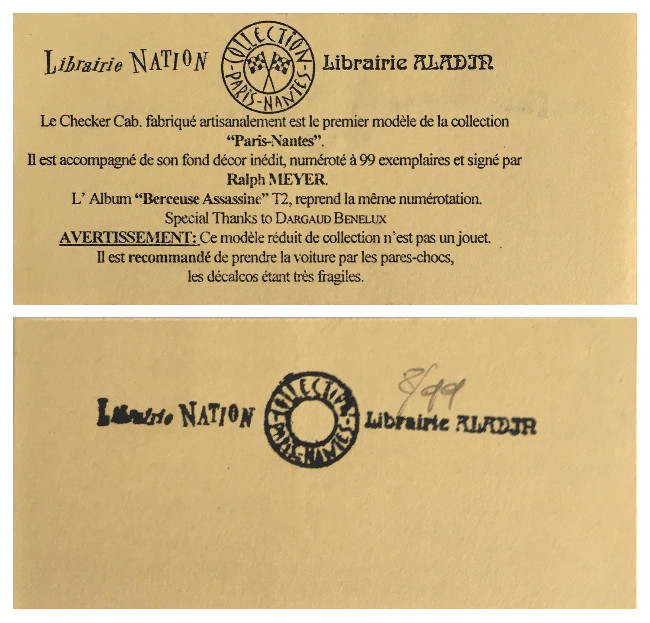 Librairie NATION COLLECTION PARIS-NANTES Librairie ALADIN
Le Checker Cab. fabriqué artisanalement est le premier modèle de la collection
“Paris-Nantes”.
Il est accompagné de son fond décor inédit, numéroté à 99 exemplaires et signé par
Ralph MEYER.
L’ Album “Berceuse Assassine” T2, reprend la même numérotation.
Special Thanks to DARGAUD BENELUX
AVERTISSEMENT: Ce modèle réduit de collection n’est pas un jouet.
Il est recommandé de prendre la voiture par les pares-chocs,
les décalcos étant très fragiles.
8/99
Librairie NATION COLLECTION PARIS-NANTES Librairie ALADIN